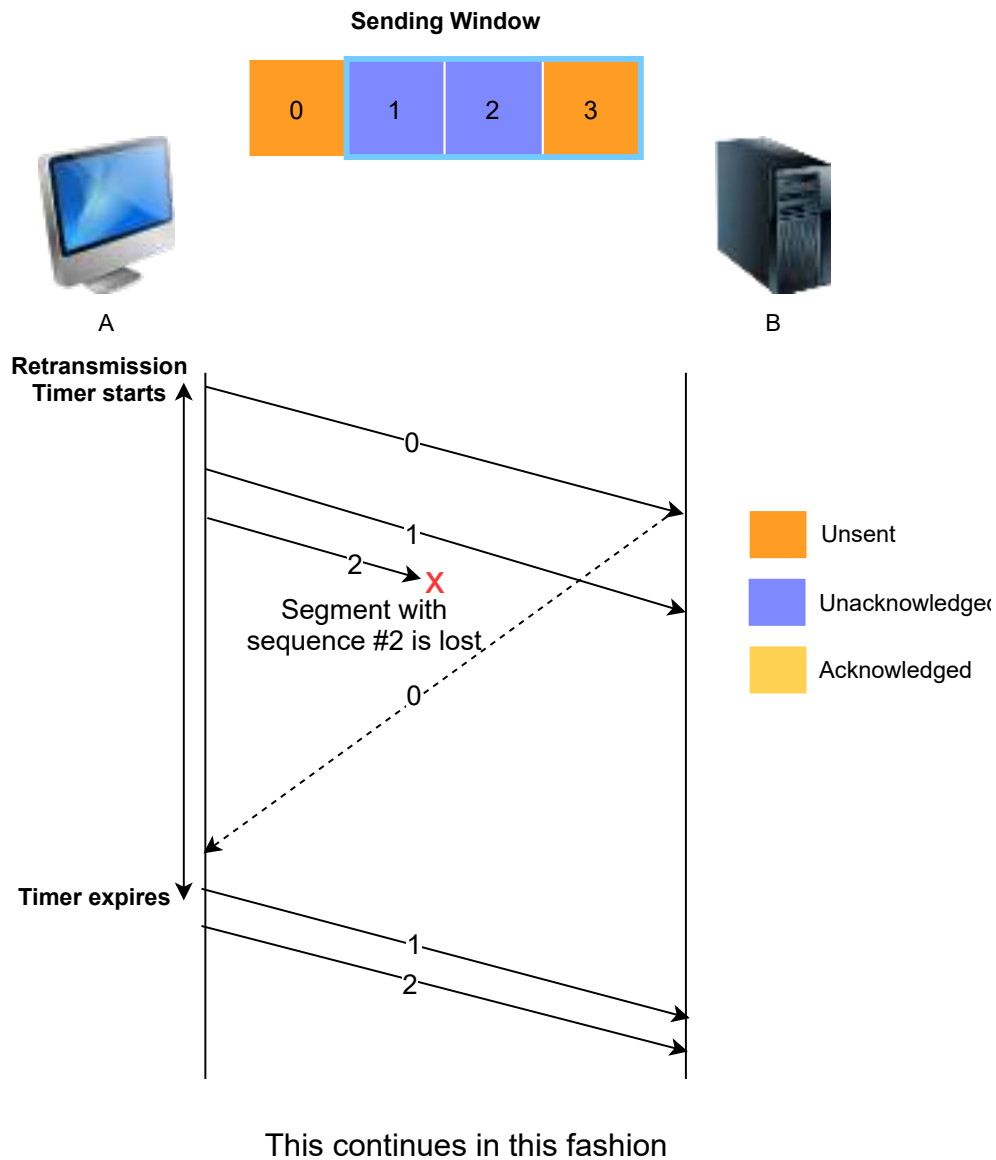 Sending Window
0 1 2 3
A B
Retransmission
Timer starts
0
1
2
X
Segment with
sequence #2 is lost
0
Unsent
Unacknowledged
Acknowledged
Timer expires
1
2
This continues in this fashion